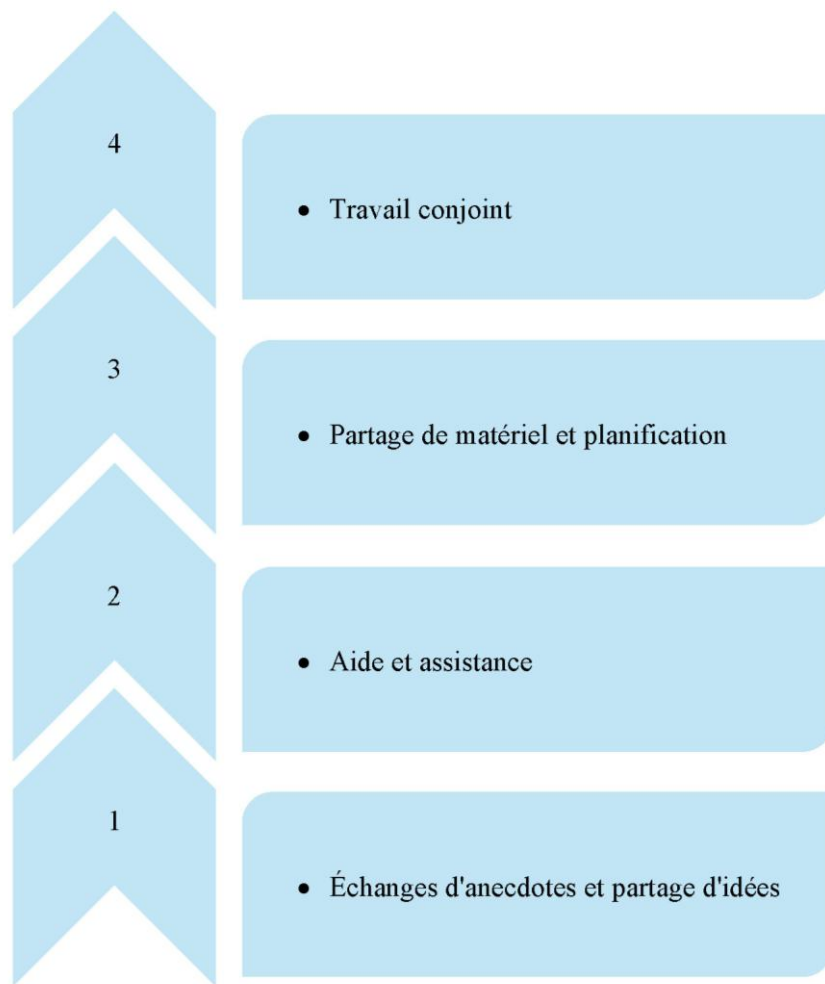 4
• Travail conjoint
3
• Partage de matériel et planification
2
• Aide et assistance
1
• Échanges d'anecdotes et partage d'idées